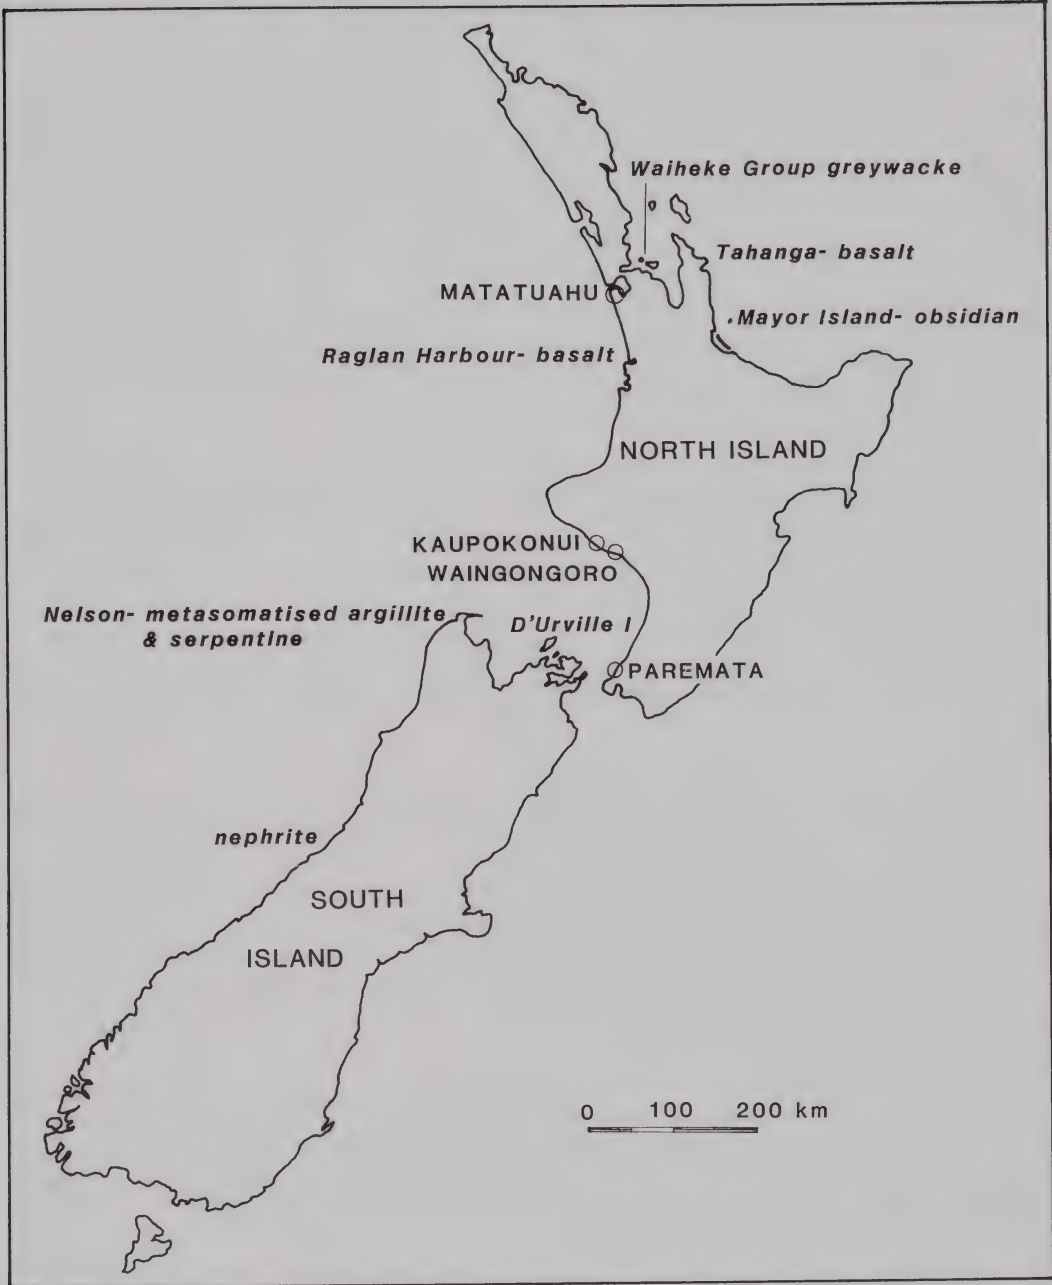 Waiheke Group greywacke
Tahanga- basalt
MATATUAHU
Mayor Island- obsidian
Raglan Harbour- basalt
NORTH ISLAND
KAUPOKONUI
WAINGONGORO
Nelson- metasomatised argillite
& serpentine
D'Urville I
PAREMATA
nephrite
SOUTH
ISLAND
0 100 200 km